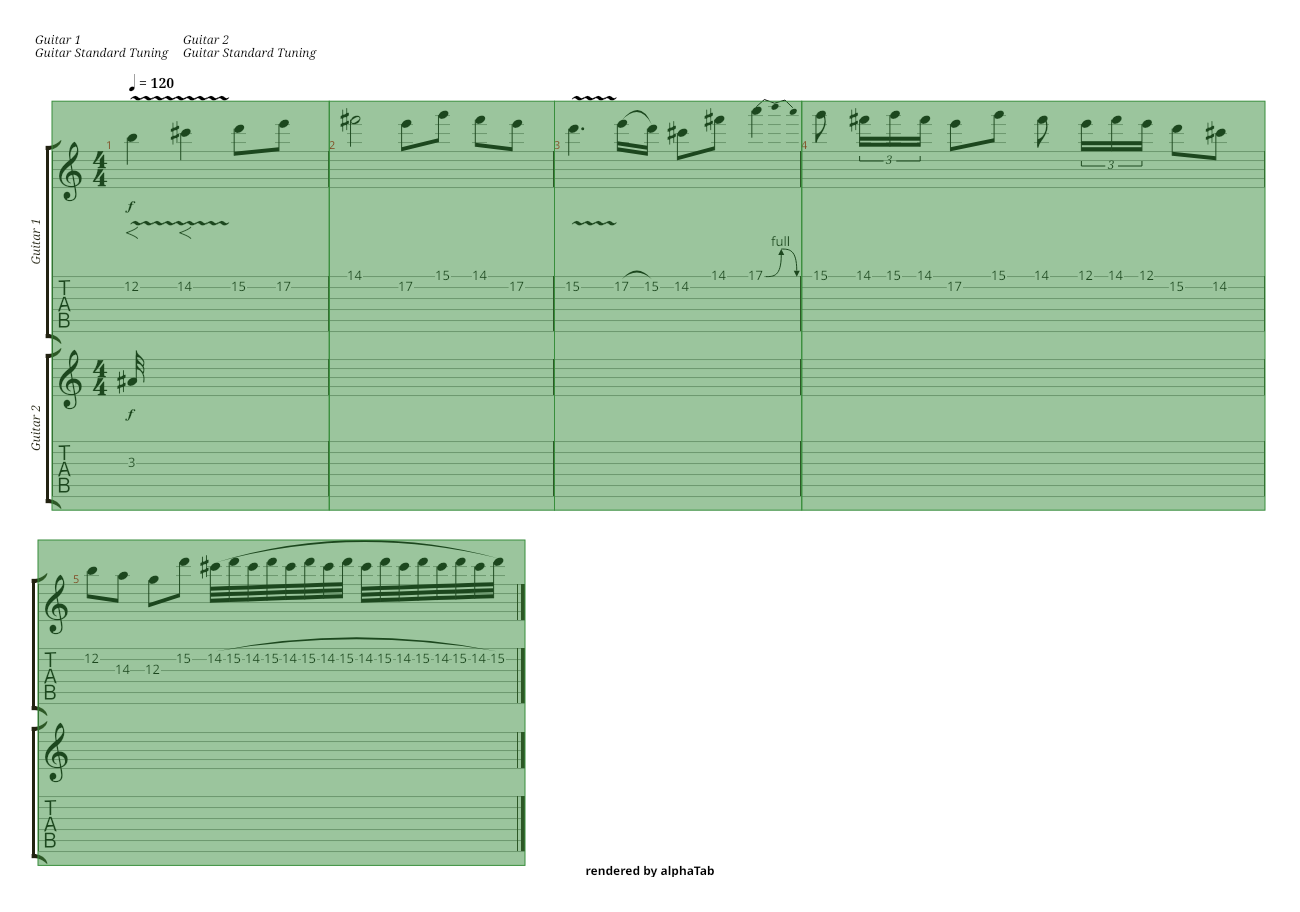 Guitar 1 Guitar 2
Guitar Standard Tuning Guitar Standard Tuning
= 120
1 2 3 4
4
4
3 3
f
full
Guitar 1
14 15 14 14 17 15 14 15 14 15 14 12 14 12
T 12 14 15 17 17 17 15 17 15 14 17 15 14
A
B
4
4
f
Guitar 2
T
A 3
B
5
T 12 15 14 15 14 15 14 15 14 15 14 15 14 15 14 15 14 15 14 15
A 14 12
B
T
A
B
rendered by alphaTab